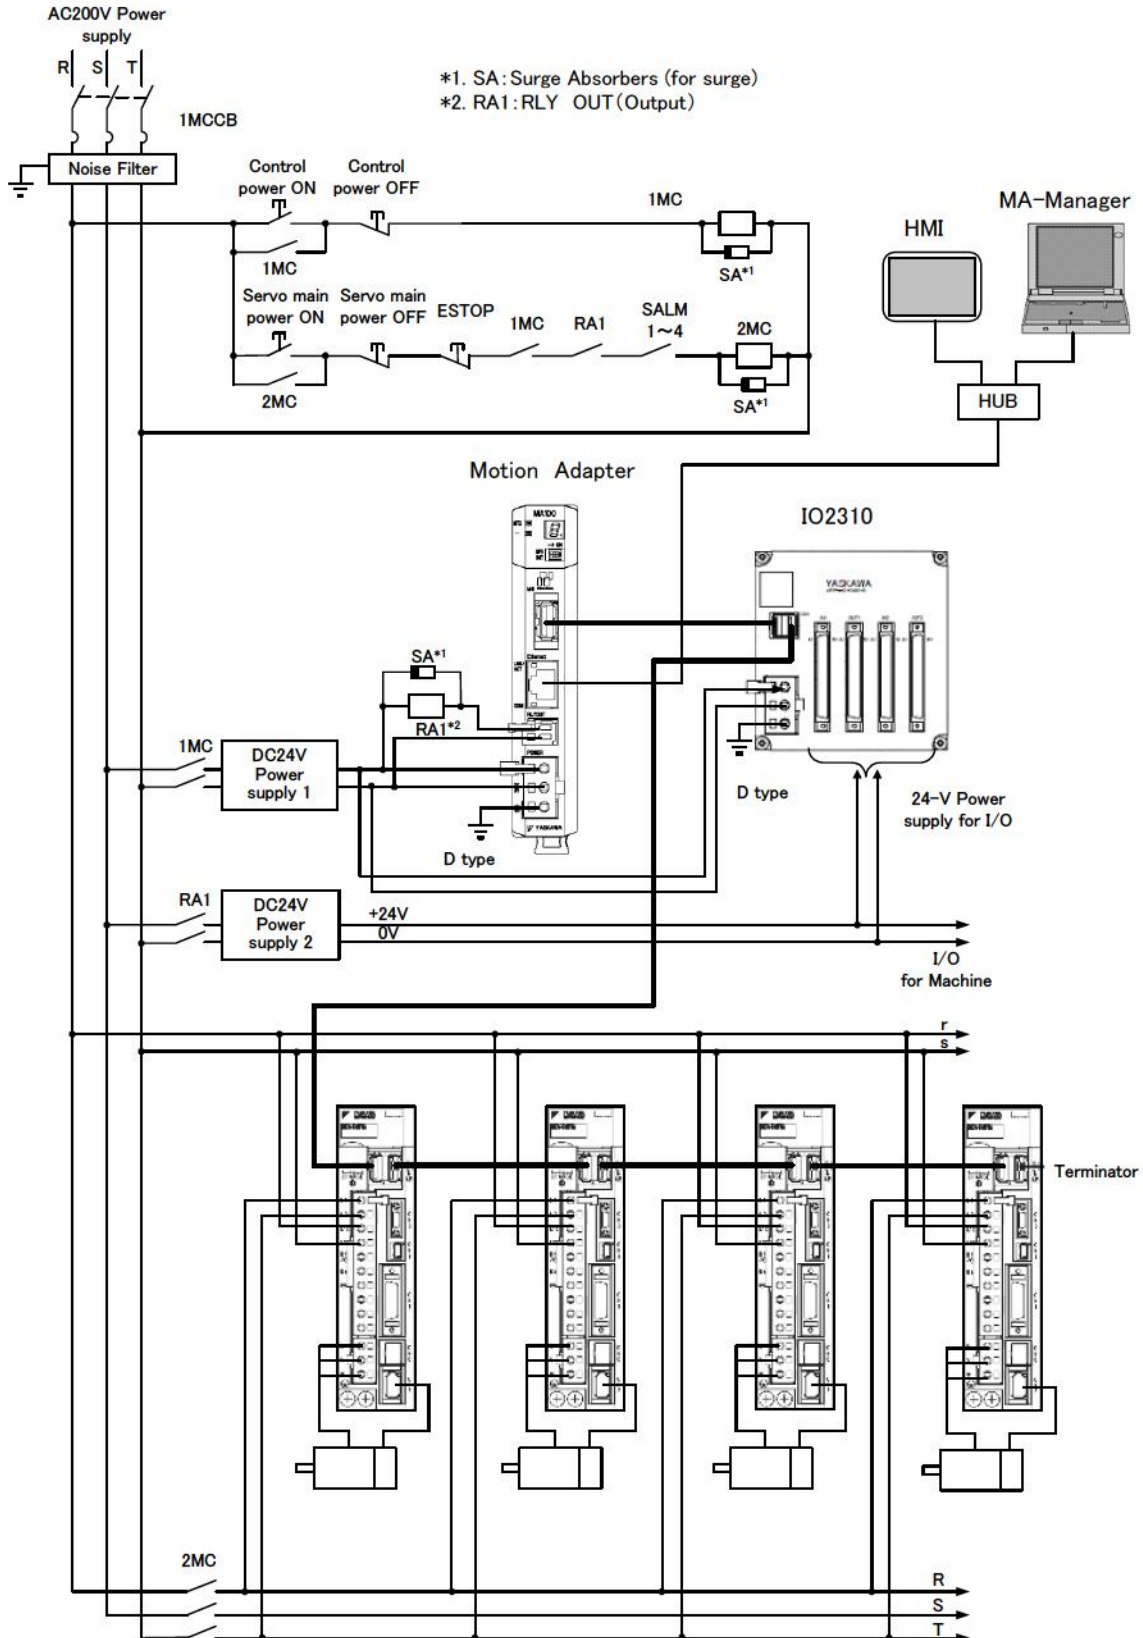 AC200V Power
supply
R S T
*1. SA: Surge Absorbers (for surge)
*2. RA1: RLY OUT(Output)
1MCCB
Noise Filter
Control
power ON
Control
power OFF
1MC
MA-Manager
HMI
1MC
SA*1
Servo main
power ON
Servo main
power OFF
ESTOP
1MC
RA1
SALM
1~4
2MC
2MC
SA*1
HUB
Motion Adapter
IO2310
MA100
YASKAWA
Ethernet
SA*1
RA1*2
1MC
DC24V
Power
supply 1
POWER
YASKAWA
D type
D type
24-V Power
supply for I/O
RA1
DC24V
Power
supply 2
+24V
0V
I/O
for Machine
r
s
Terminator
2MC
R
S
T